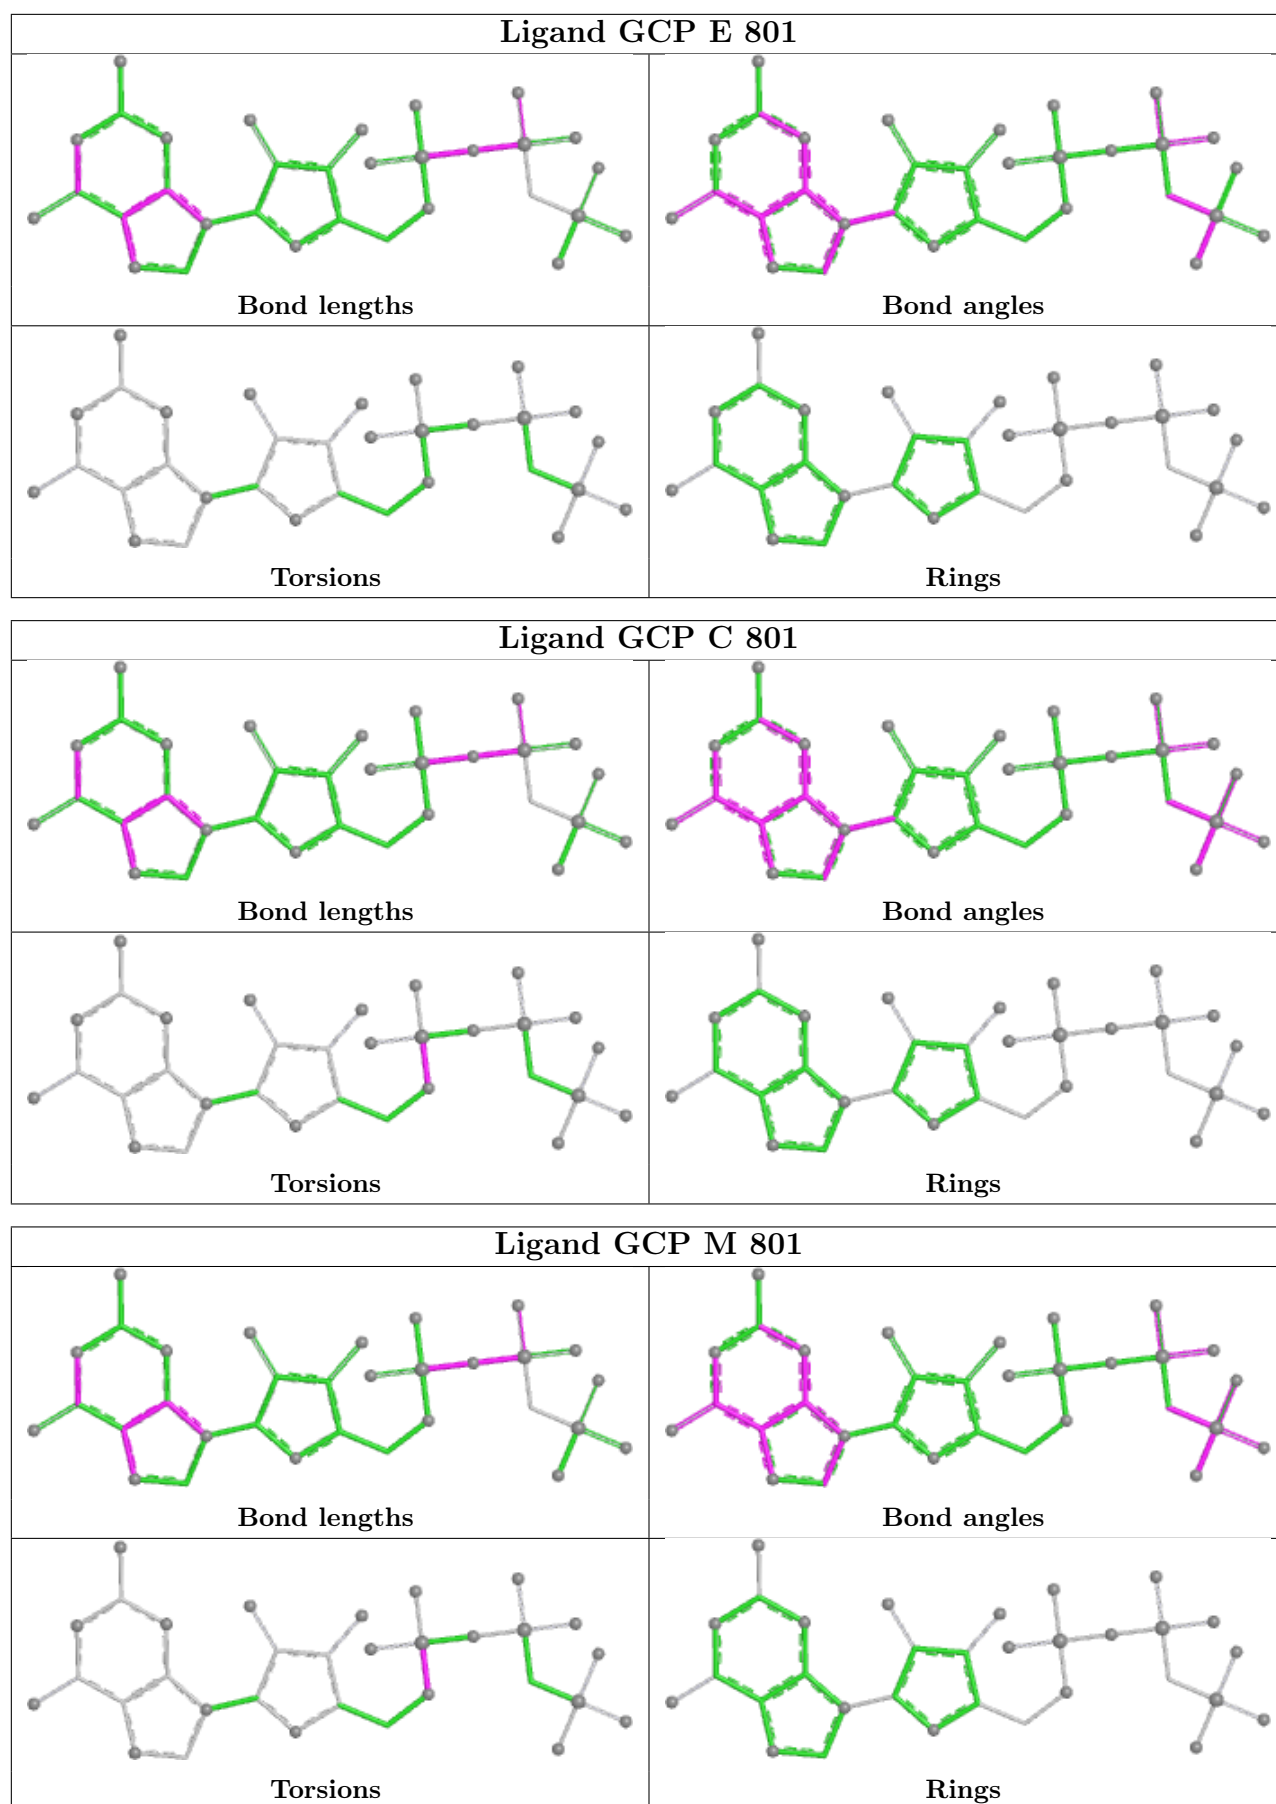 Ligand GCP E 801
Bond lengths
Bond angles
Torsions
Rings
Ligand GCP C 801
Bond lengths
Bond angles
Torsions
Rings
Ligand GCP M 801
Bond lengths
Bond angles
Torsions
Rings